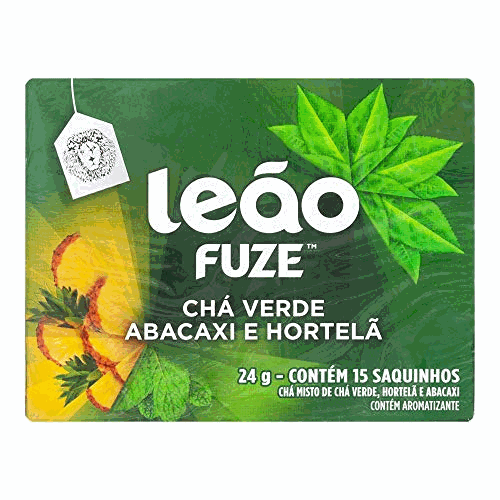 leão
FUZE™
CHÁ VERDE
ABACAXI E HORTELÃ
24 g - CONTÉM 15 SAQUINHOS
CHÁ MISTO DE CHÁ VERDE, HORTELÃ E ABACAXI
CONTÉM AROMATIZANTE